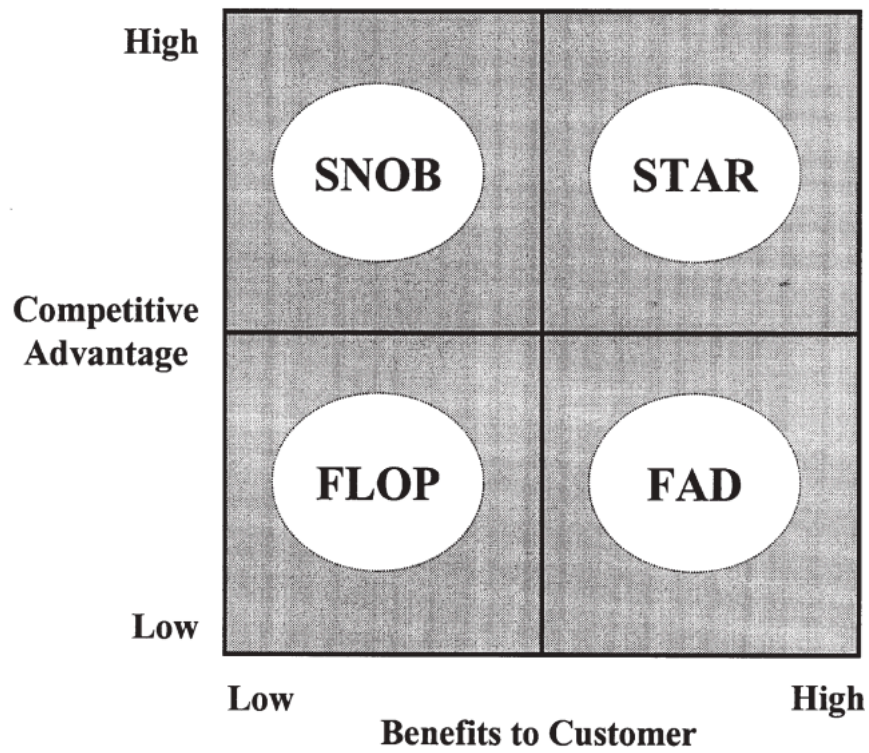 High
SNOB
STAR
Competitive
Advantage
FLOP
FAD
Low
Low
High
Benefits to Customer